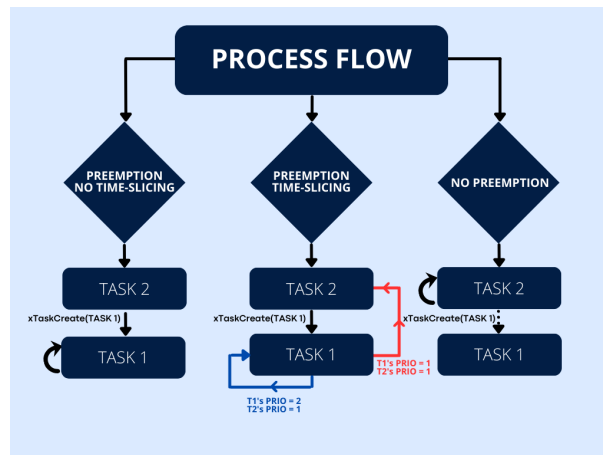 PROCESS FLOW
PREEMPTION
NO TIME-SLICING
PREEMPTION
TIME-SLICING
NO PREEMPTION
TASK 2
TASK 2
TASK 2
xTaskCreate(TASK 1)
xTaskCreate(TASK 1)
xTaskCreate(TASK 1)
TASK 1
TASK 1
TASK 1
T1's PRIO = 1
T2's PRIO = 1
T1's PRIO = 2
T2's PRIO = 1